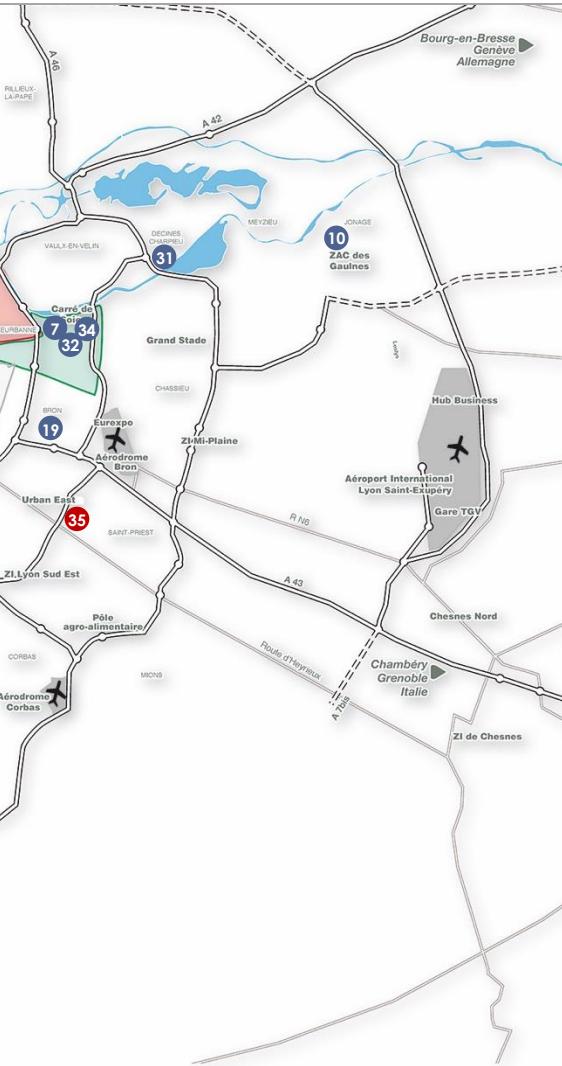 Bourg-en-Bresse
Genève
Allemagne
A 46
RILLIEUX-
LA-PAPE
A 42
MEYZIEU
JONAGE
10
ZAC des
Gaulnes
DECINES
CHARPIEU
31
VAULX-EN-VELIN
Carré de
Soie
7
34
32
EURBANNE
Grand Stade
Leslys
CHASSIEU
Hub Business
BRON
19
Eurexpo
ZI Mi-Plaine
Aérodrome
Bron
Aéroport International
Lyon Saint-Exupéry
Urban East
35
Gare TGV
R N6
SAINT-PRIEST
ZI Lyon Sud Est
A 43
Pôle
agro-alimentaire
Chesnes Nord
CORBAS
MIONS
Route d'Heyrieux
Chambéry
Grenoble
Italie
Aérodrome
Corbas
A 7bis
ZI de Chesnes